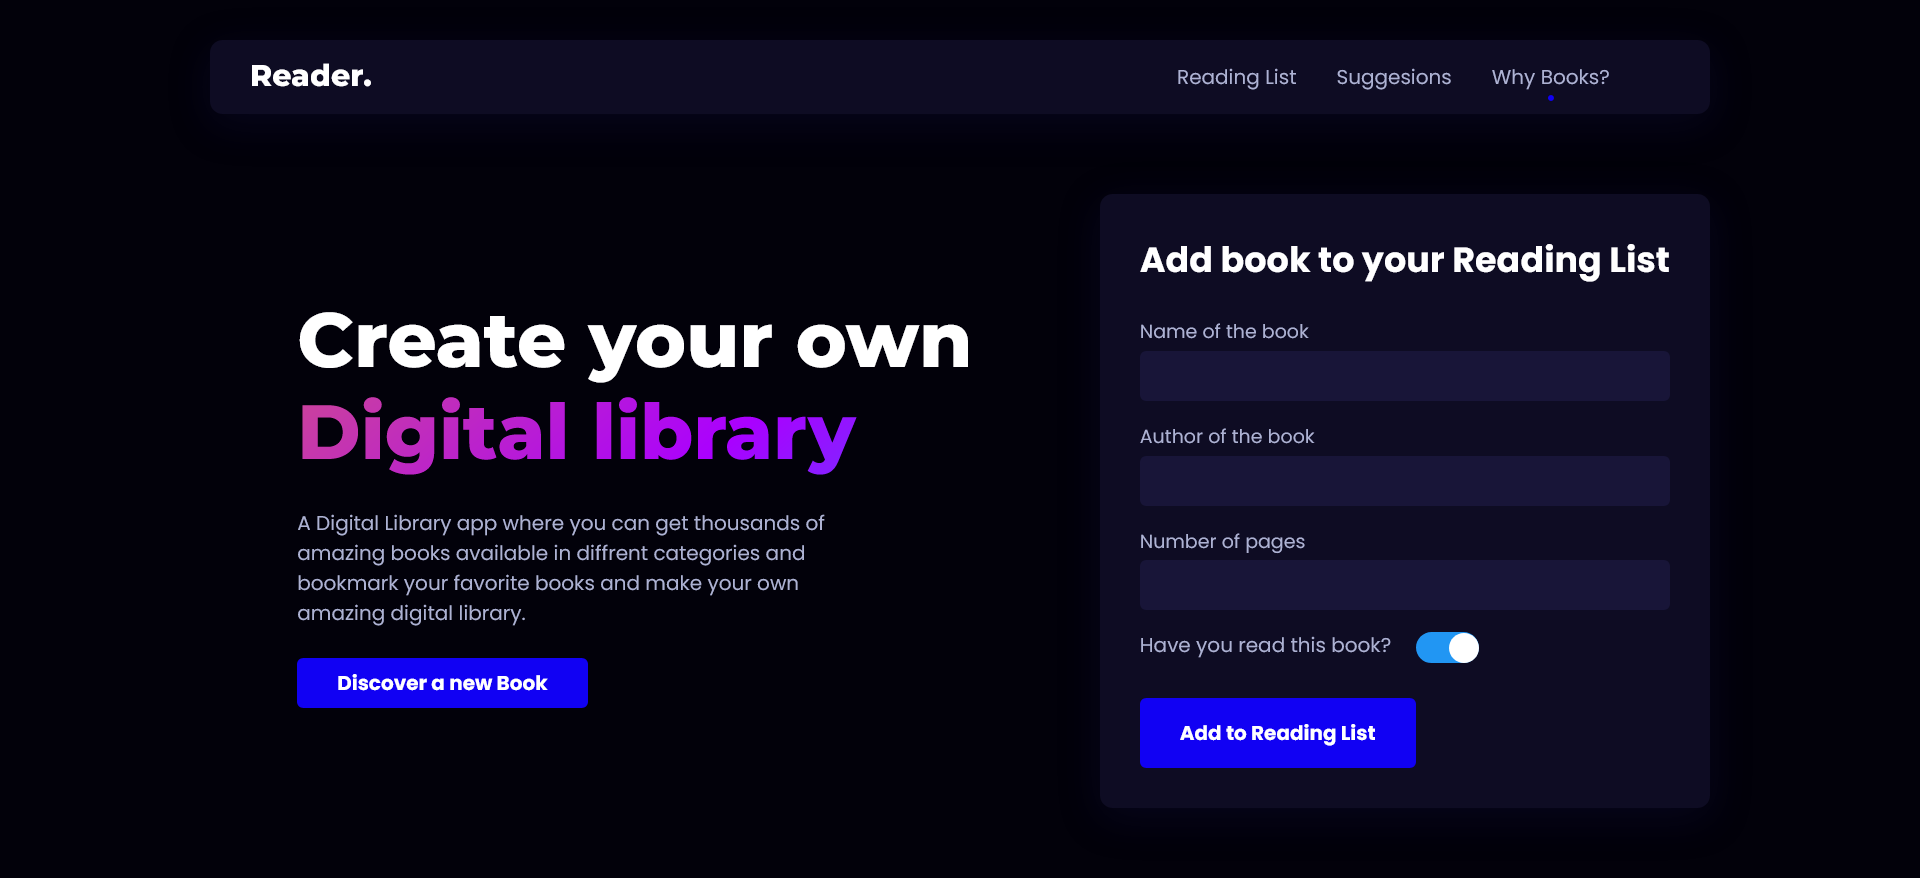 Reader.
Reading List
Suggesions
Why Books?
Create your own
Digital library
A Digital Library app where you can get thousands of
amazing books available in diffrent categories and
bookmark your favorite books and make your own
amazing digital library.
Discover a new Book
Add book to your Reading List
Name of the book
Author of the book
Number of pages
Have you read this book?
Add to Reading List